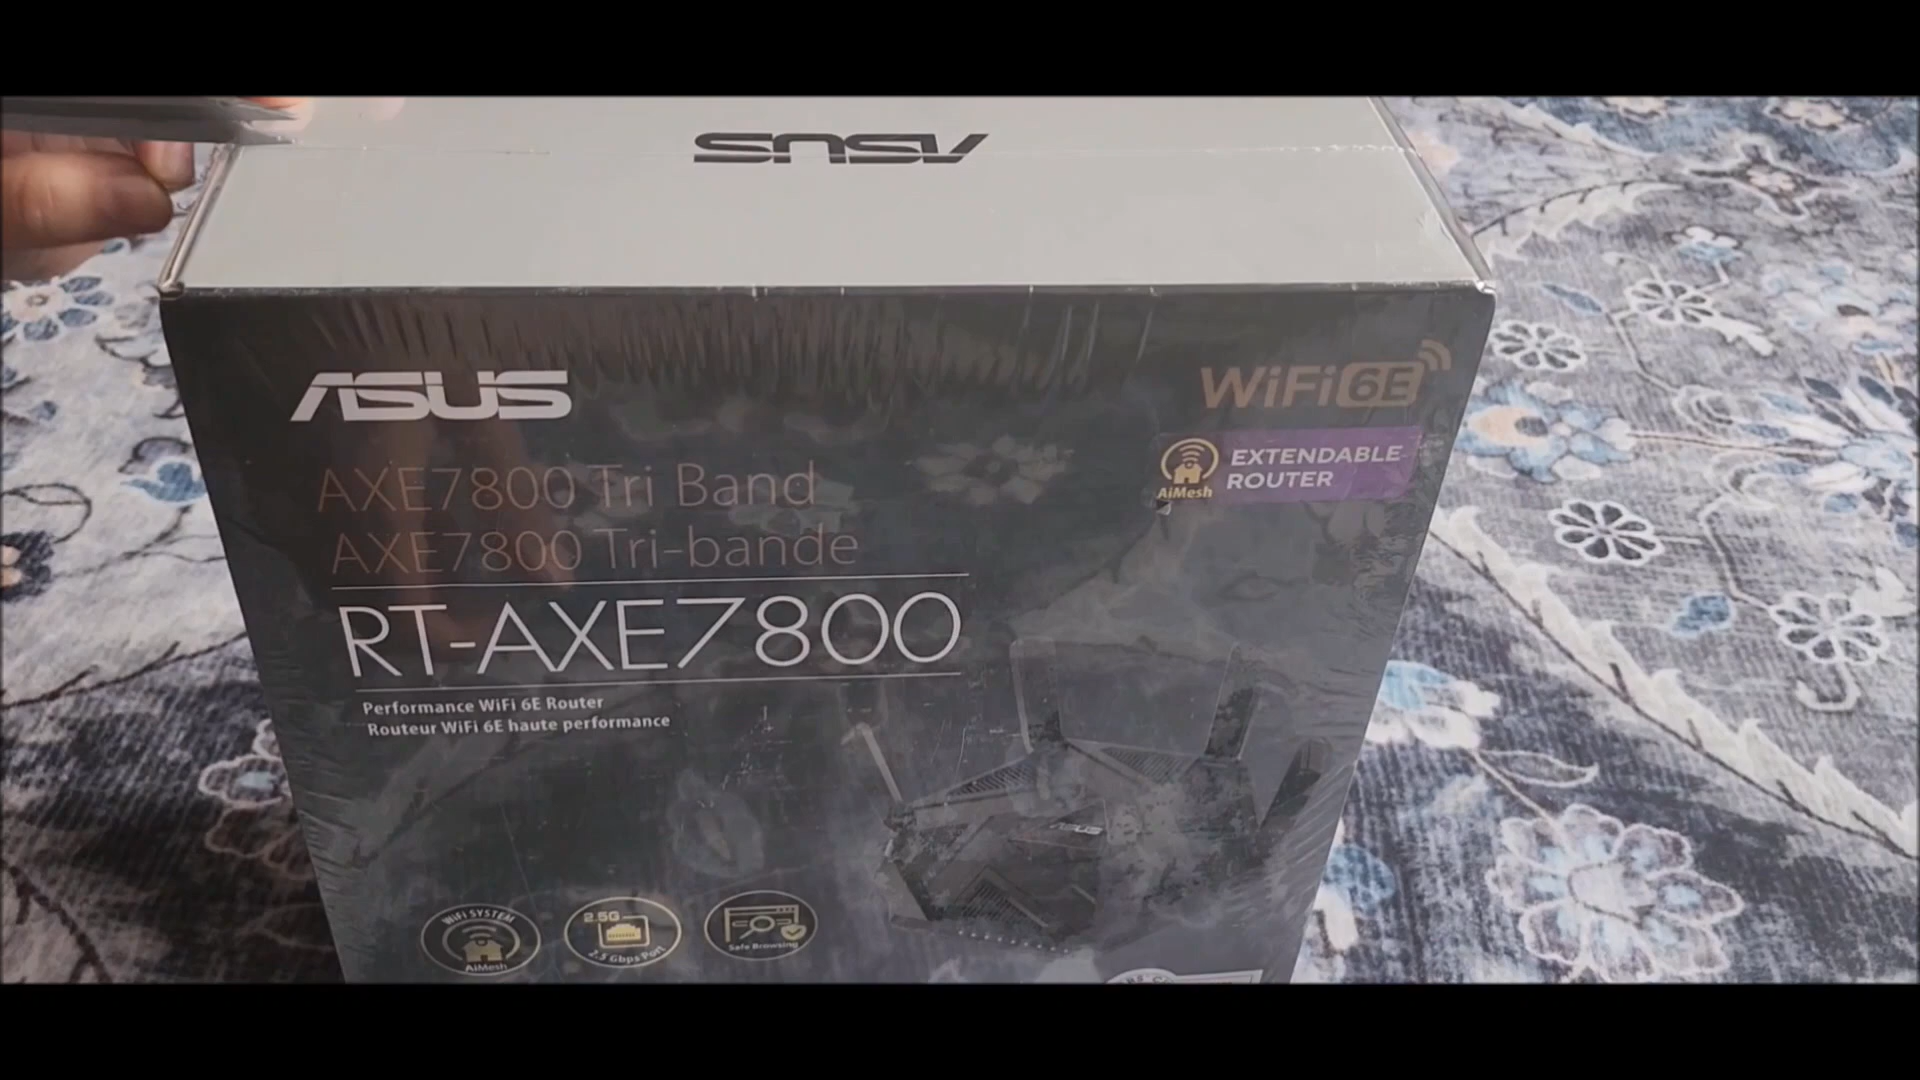 ASUS
ASUS
WiFi 6E
AiMesh
EXTENDABLE
ROUTER
AXE7800 Tri Band
AXE7800 Tri-bande
RT-AXE7800
Performance WiFi 6E Router
Routeur WiFi 6E haute performance
ASUS
WiFi SYSTEM
AiMesh
2.5G
2.5 Gbps Port
Safe Browsing